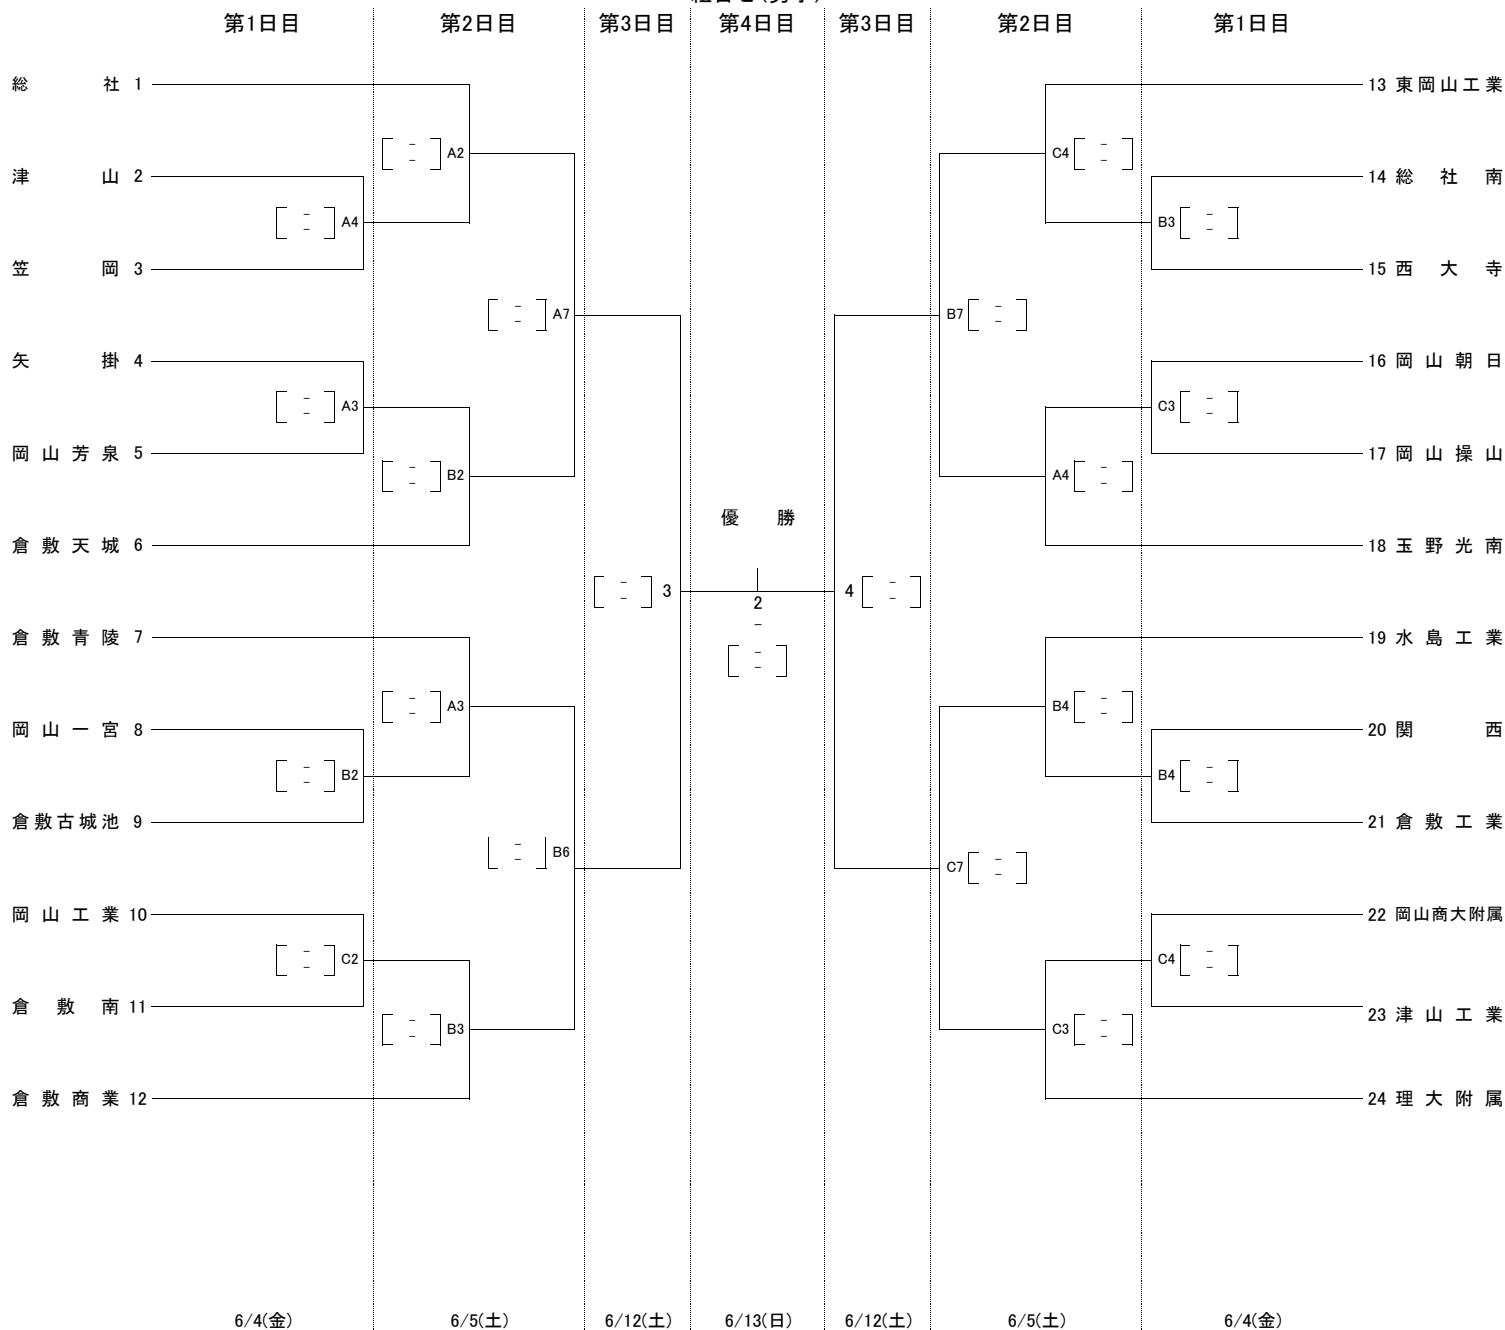 第1日目 第2日目 第3日目 第4日目 第3日目 第2日目 第1日目
総社 1
13 東岡山工業
A2
C4
津山 2
14 総社南
A4
B3
笠岡 3
15 西大寺
A7
B7
矢掛 4
16 岡山朝日
A3
C3
岡山芳泉 5
17 岡山操山
B2
A4
優勝
倉敷天城 6
18 玉野光南
3
4
2
倉敷青陵 7
19 水島工業
A3
B4
岡山一宮 8
20 関西
B2
B4
倉敷古城池 9
21 倉敷工業
B6
C7
岡山工業 10
22 岡山商大附属
C2
C4
倉敷南 11
23 津山工業
B3
C3
倉敷商業 12
24 理大附属
6/4(金) 6/5(土) 6/12(土) 6/13(日) 6/12(土) 6/5(土) 6/4(金)